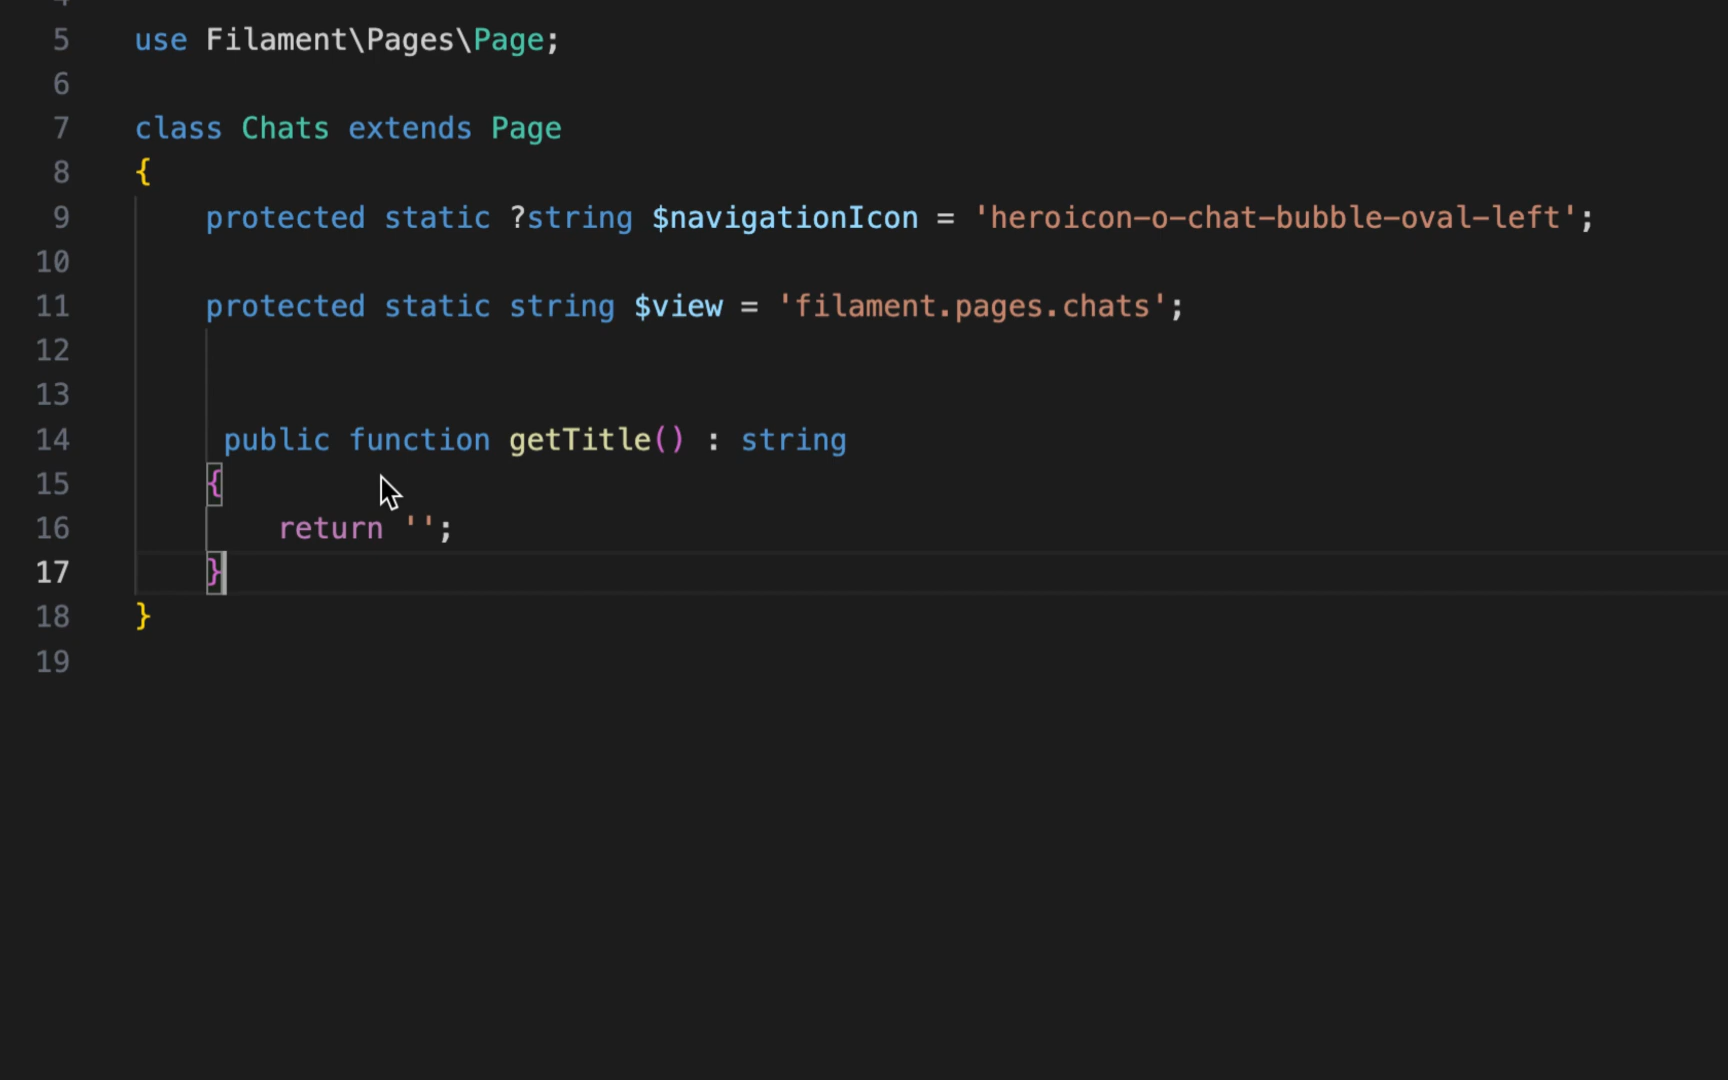 5 use Filament\Pages\Page;
6
7 class Chats extends Page
8 {
9 protected static ?string $navigationIcon = 'heroicon-o-chat-bubble-oval-left';
10
11 protected static string $view = 'filament.pages.chats';
12
13
14 public function getTitle() : string
15 {
16 return '';
17 }
18 }
19